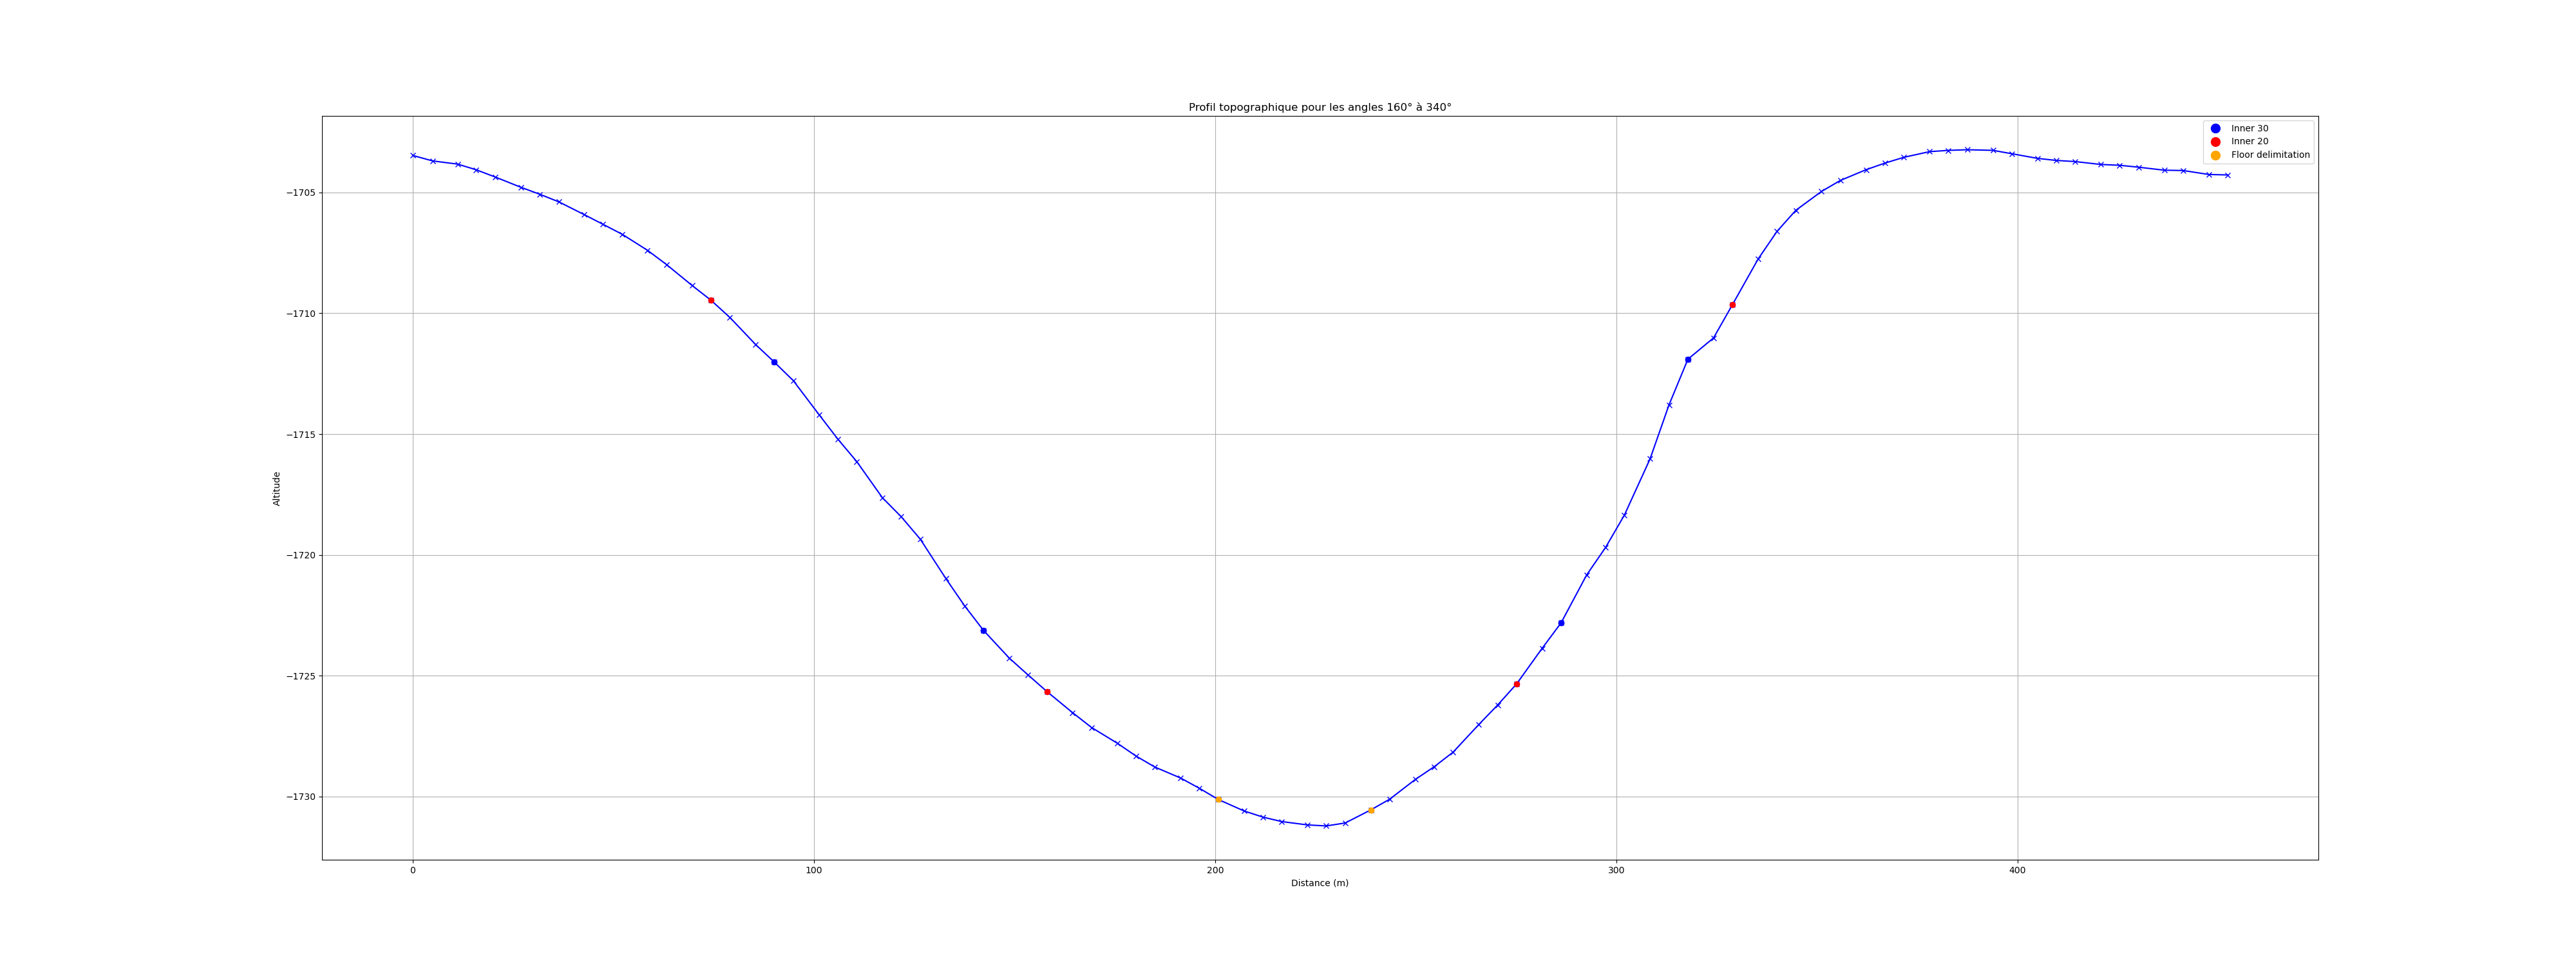 Profil topographique pour les angles 160° à 340°
Inner 30
Inner 20
Floor delimitation
−1705
−1710
−1715
−1720
−1725
−1730
Altitude
0 100 200 300 400
Distance (m)